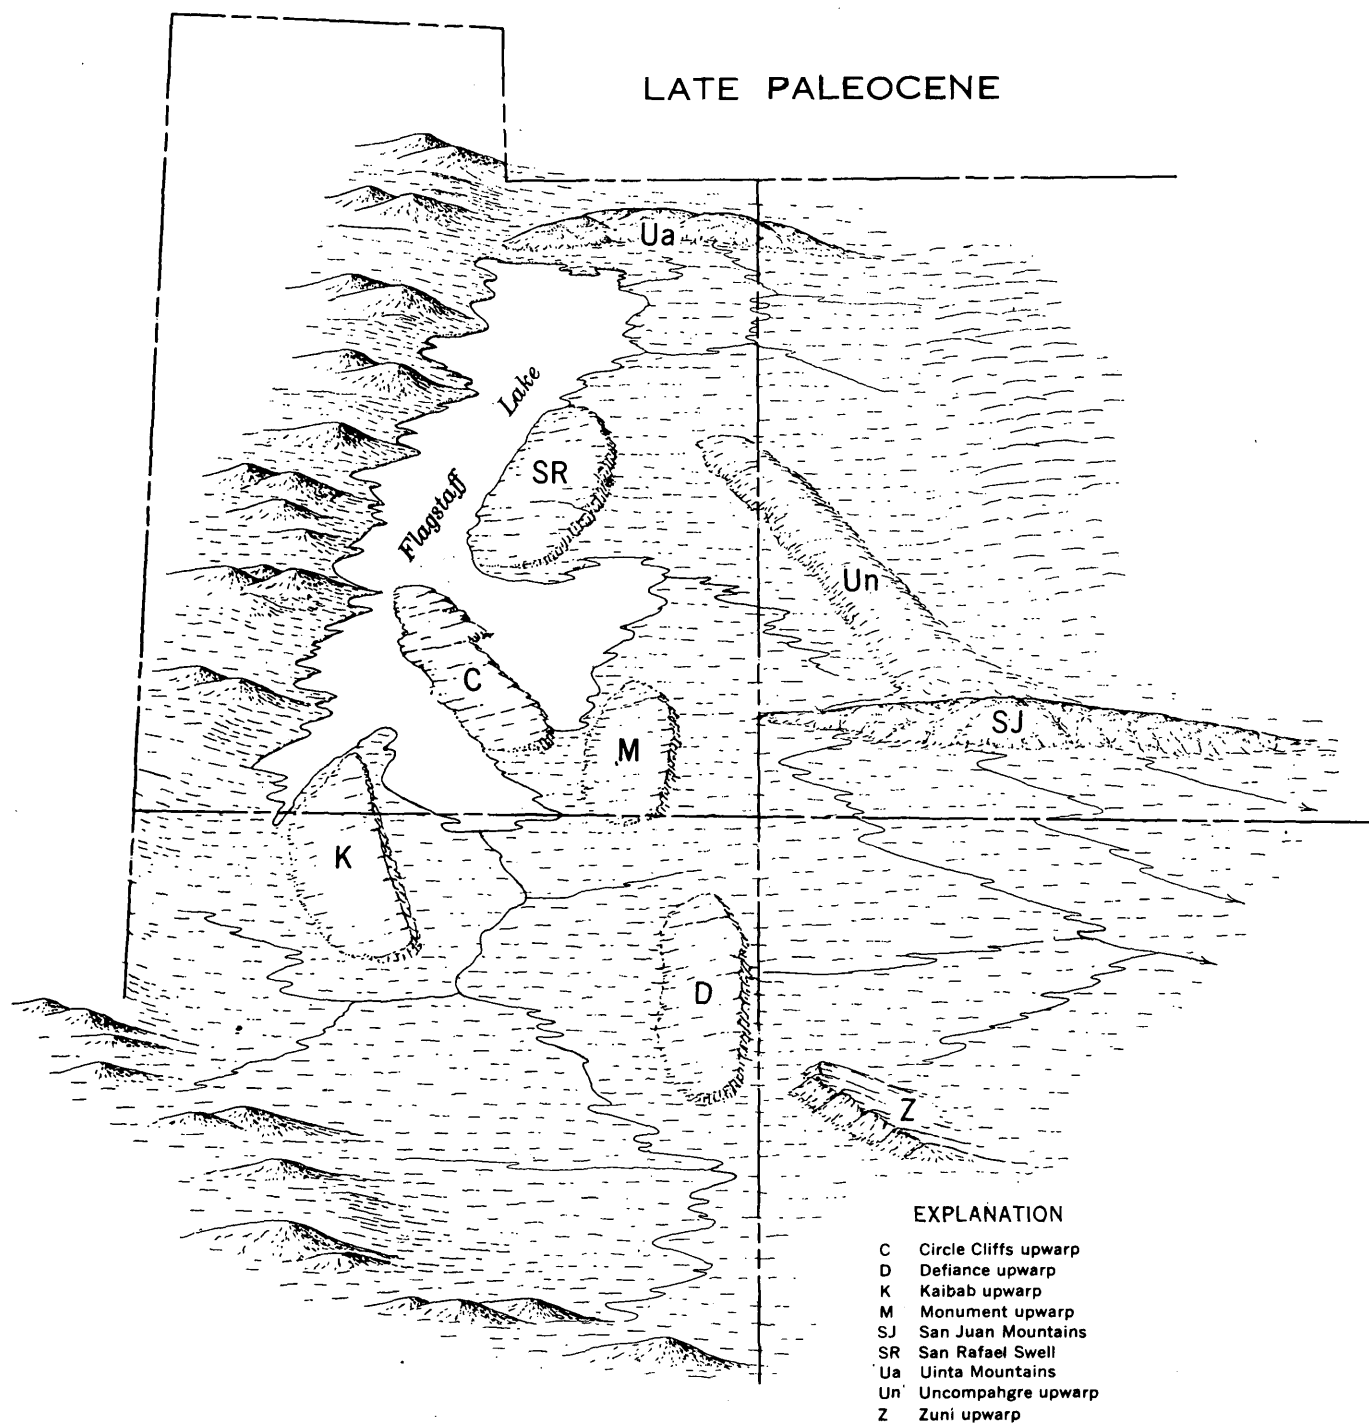 LATE PALEOCENE
Ua
Lake
SR
Flagstaff
Un
C
SJ
M
K
D
Z
EXPLANATION
C Circle Cliffs upwarp
D Defiance upwarp
K Kaibab upwarp
M Monument upwarp
SJ San Juan Mountains
SR San Rafael Swell
Ua Uinta Mountains
Un Uncompahgre upwarp
Z Zuni upwarp